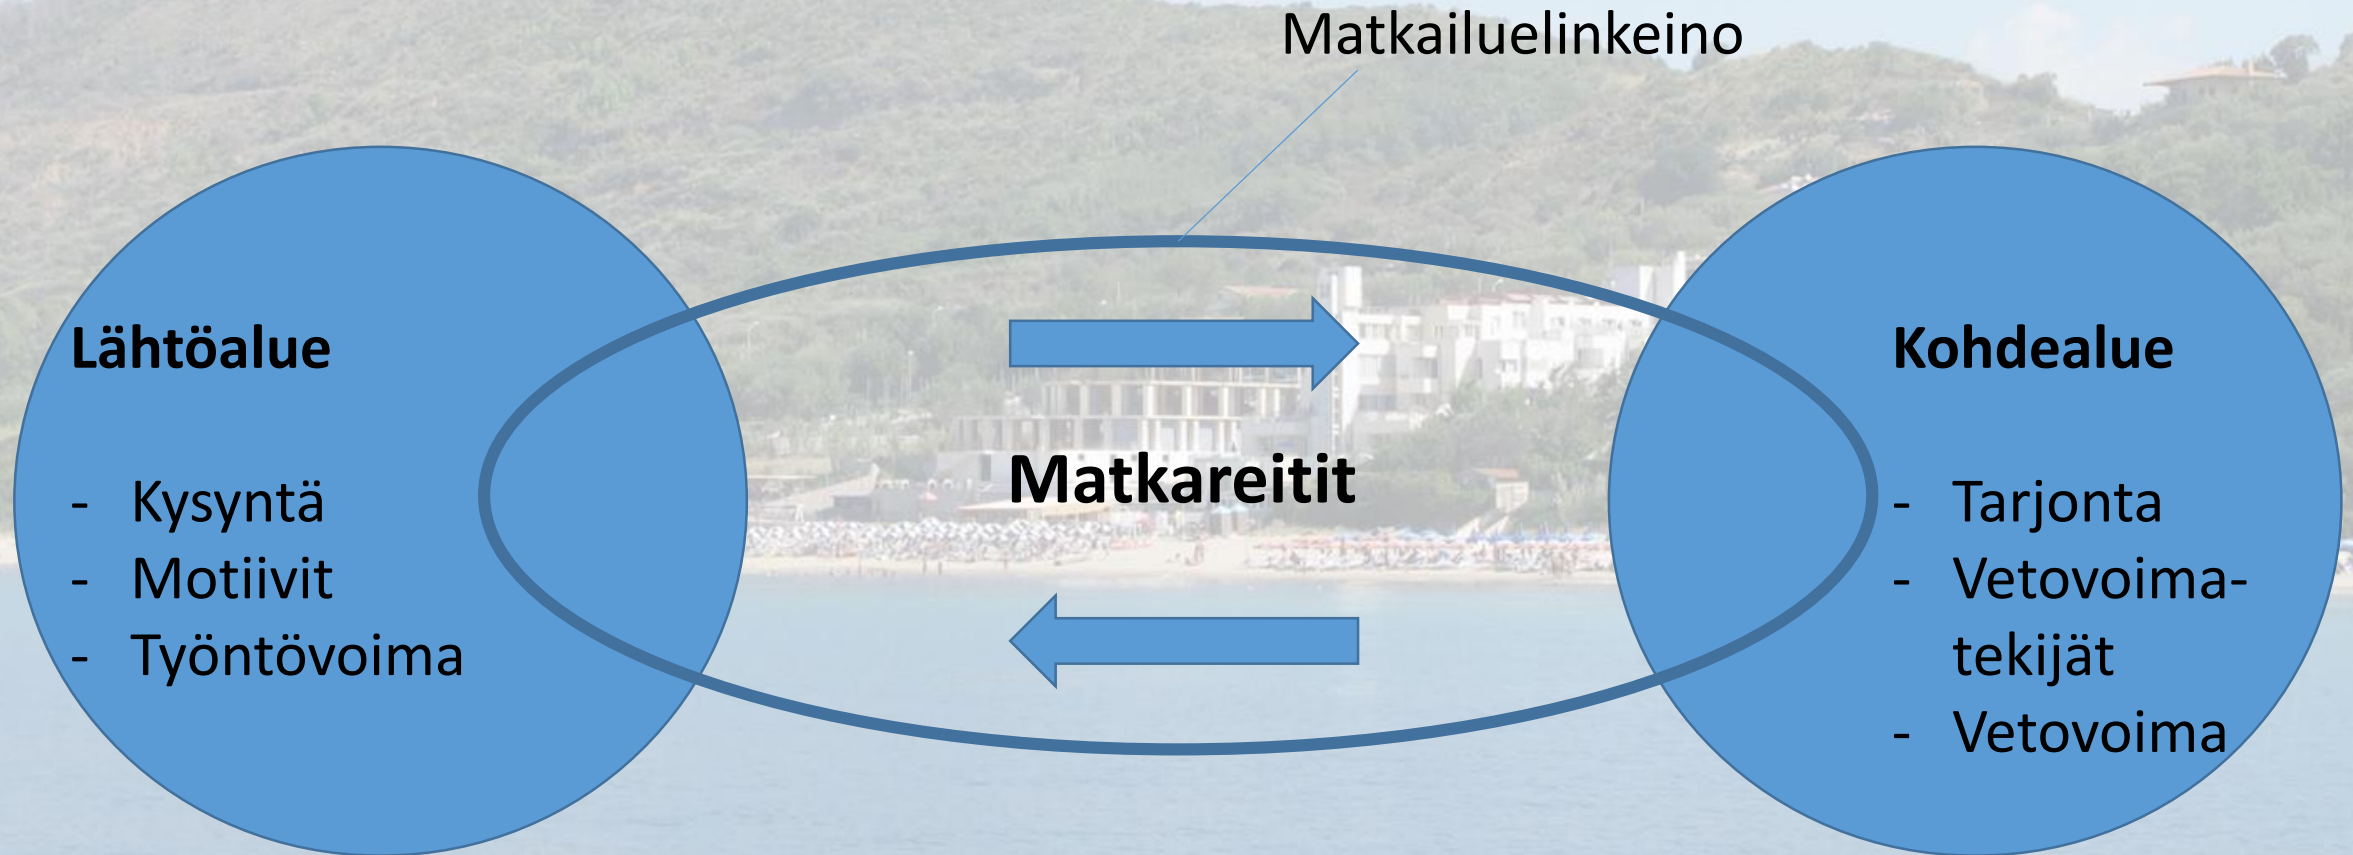 Matkailuelinkeino
Lähtöalue
- Kysyntä
- Motiivit
- Työntövoima
Matkareitit
Kohdealue
- Tarjonta
- Vetovoima-
tekijät
- Vetovoima